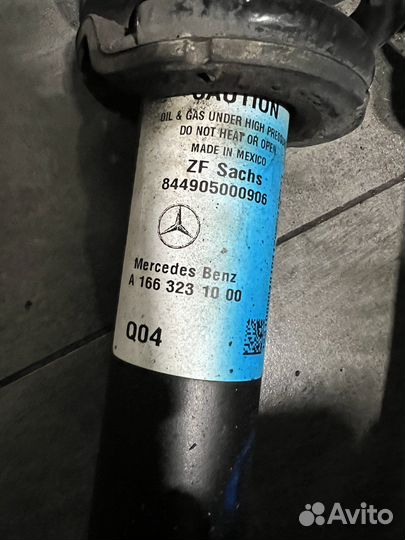 CAUTION
OIL & GAS UNDER HIGH PRESSURE
DO NOT HEAT OR OPEN
MADE IN MEXICO
ZF Sachs
844905000906
Mercedes Benz
A 166 323 10 00
Q04
Avito